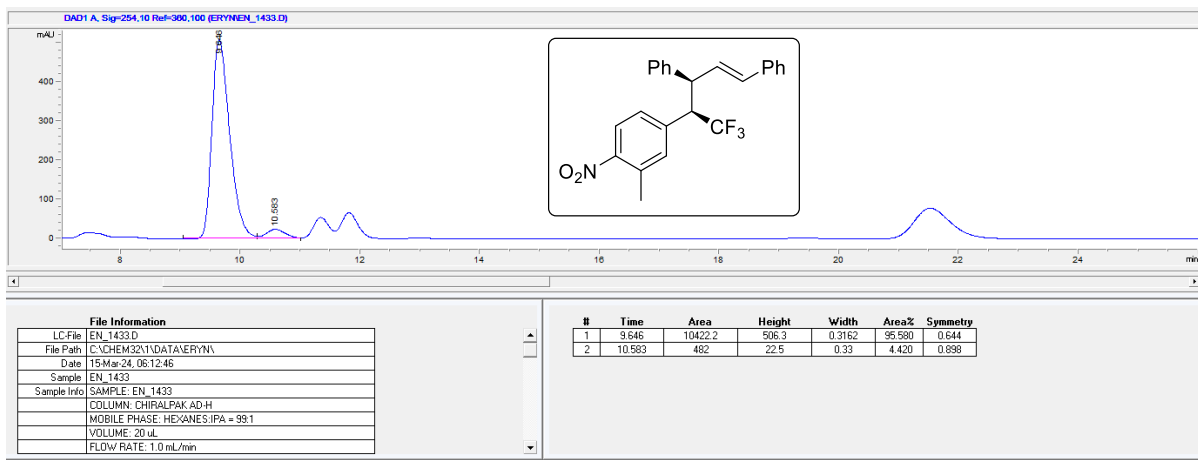 DAD1 A, Sig=254,10 Ref=360,100 (ERYN\EN_1433.D)
mAU
400
300
200
100
0
9.646
10.583
8
10
12
14
16
18
20
22
24
min
Ph
Ph
CF3
O2N
File Information
LC-File EN_1433.D
File Path C:\CHEM32\1\DATA\ERYN\
Date 15-Mar-24, 06:12:46
Sample EN_1433
Sample Info SAMPLE: EN_1433
COLUMN: CHIRALPAK AD-H
MOBILE PHASE: HEXANES:IPA = 99:1
VOLUME: 20 uL
FLOW RATE: 1.0 mL/min
# Time Area Height Width Area% Symmetry
1 9.646 10422.2 506.3 0.3162 95.580 0.644
2 10.583 482 22.5 0.33 4.420 0.898